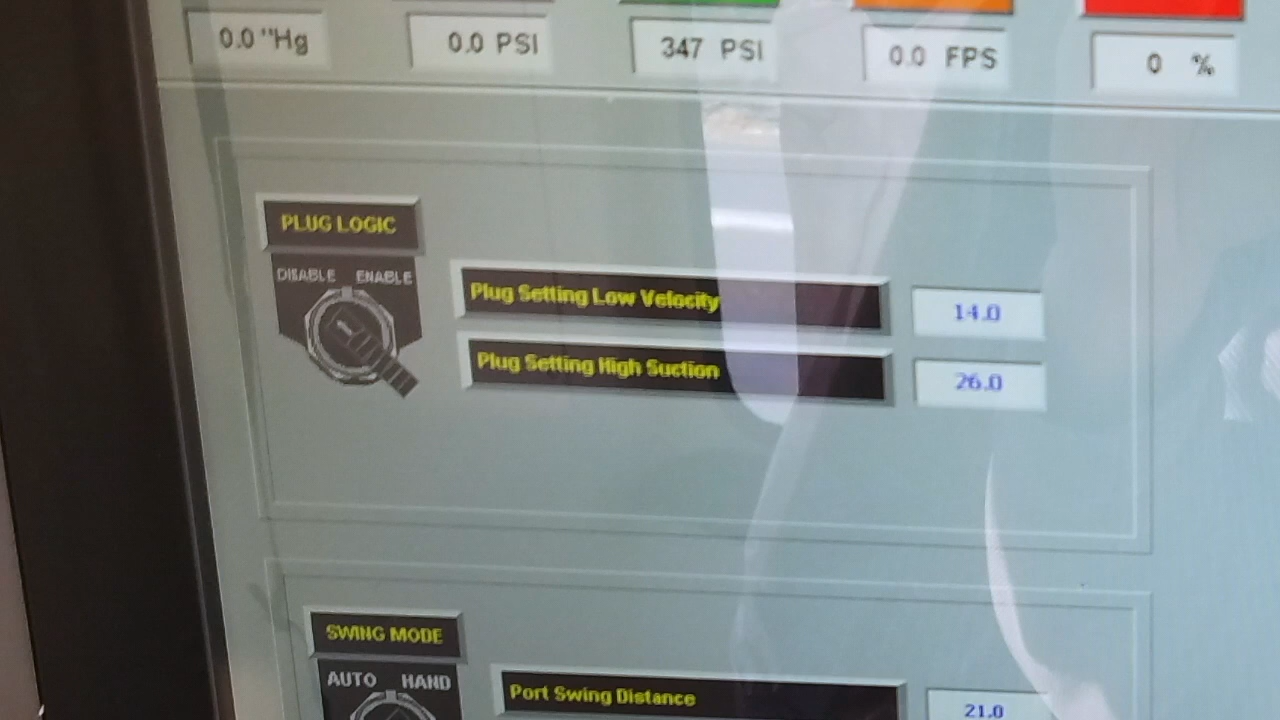 0.0 "Hg 0.0 PSI 347 PSI 0.0 FPS 0 %
PLUG LOGIC
DISABLE ENABLE
Plug Setting Low Velocity 14.0
Plug Setting High Suction 26.0
SWING MODE
AUTO HAND
Port Swing Distance 21.0